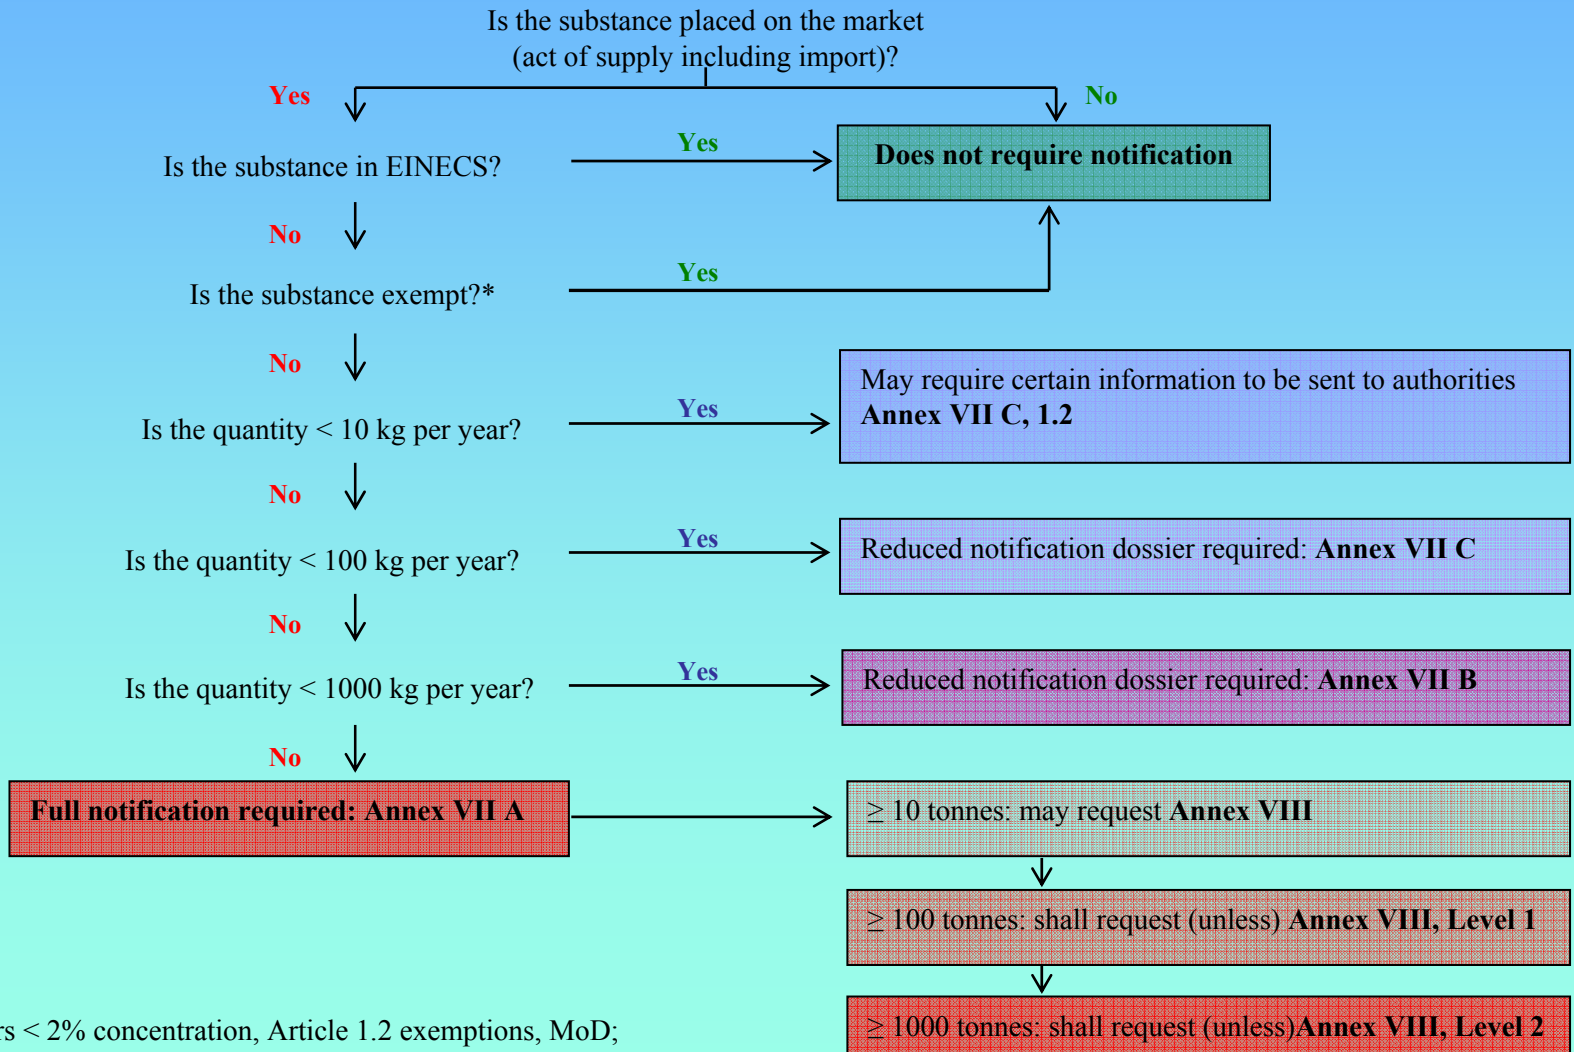 Is the substance placed on the market
(act of supply including import)?
Yes
No
Is the substance in EINECS?
Yes
Does not require notification
No
Is the substance exempt?*
Yes
No
Is the quantity < 10 kg per year?
Yes
May require certain information to be sent to authorities
Annex VII C, 1.2
No
Is the quantity < 100 kg per year?
Yes
Reduced notification dossier required: Annex VII C
No
Is the quantity < 1000 kg per year?
Yes
Reduced notification dossier required: Annex VII B
No
Full notification required: Annex VII A
≥ 10 tonnes: may request Annex VIII
≥ 100 tonnes: shall request (unless) Annex VIII, Level 1
≥ 1000 tonnes: shall request (unless)Annex VIII, Level 2
< 2% concentration, Article 1.2 exemptions, MoD;